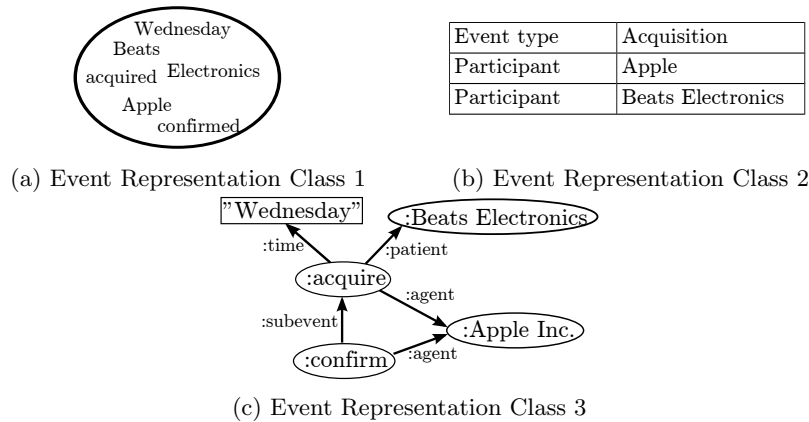 Wednesday
Beats
acquired Electronics
Apple
confirmed
(a) Event Representation Class 1
Event type Acquisition
Participant Apple
Participant Beats Electronics
(b) Event Representation Class 2
"Wednesday" :Beats Electronics
:time :patient
:acquire
:agent
:subevent :Apple Inc.
:confirm :agent
(c) Event Representation Class 3